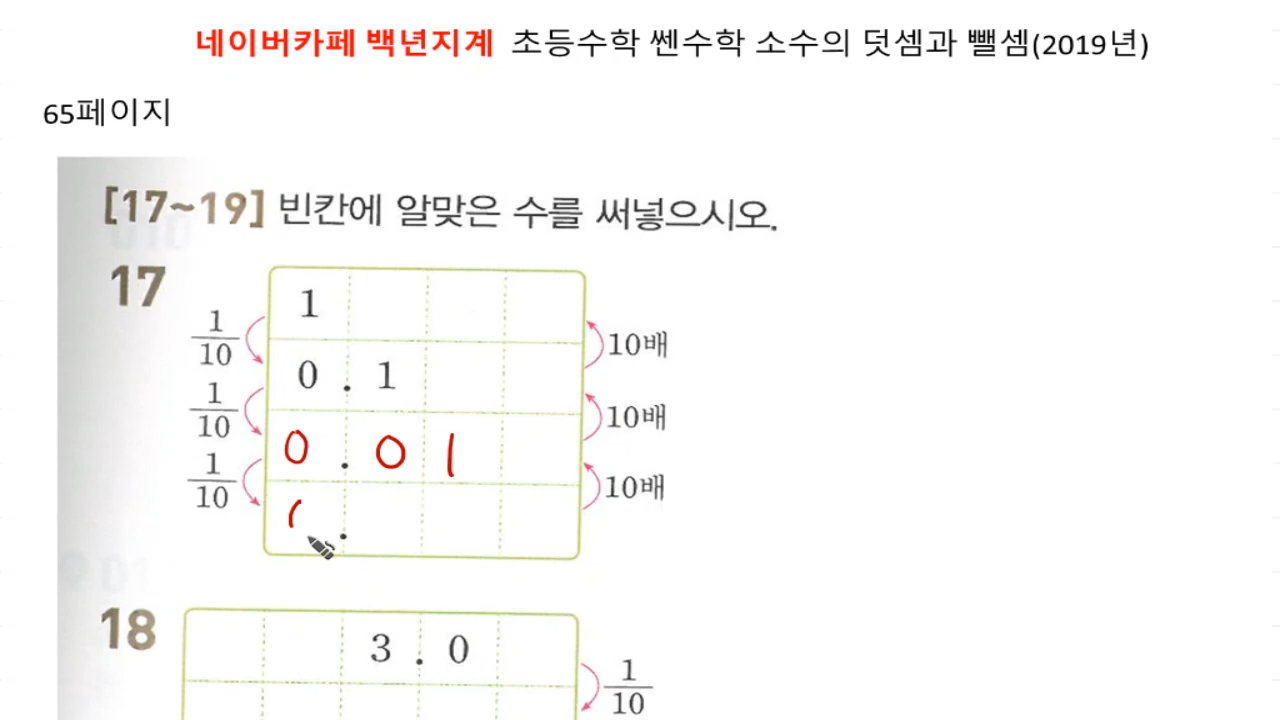 네이버카페 백년지계 초등수학 쎈수학 소수의 덧셈과 뺄셈(2019년)
65페이지
[17~19] 빈칸에 알맞은 수를 써넣으시오.
17
1
1/10 10배
0 . 1
1/10 10배
0 . 0 1
1/10 10배
.
18
3 . 0
1/10